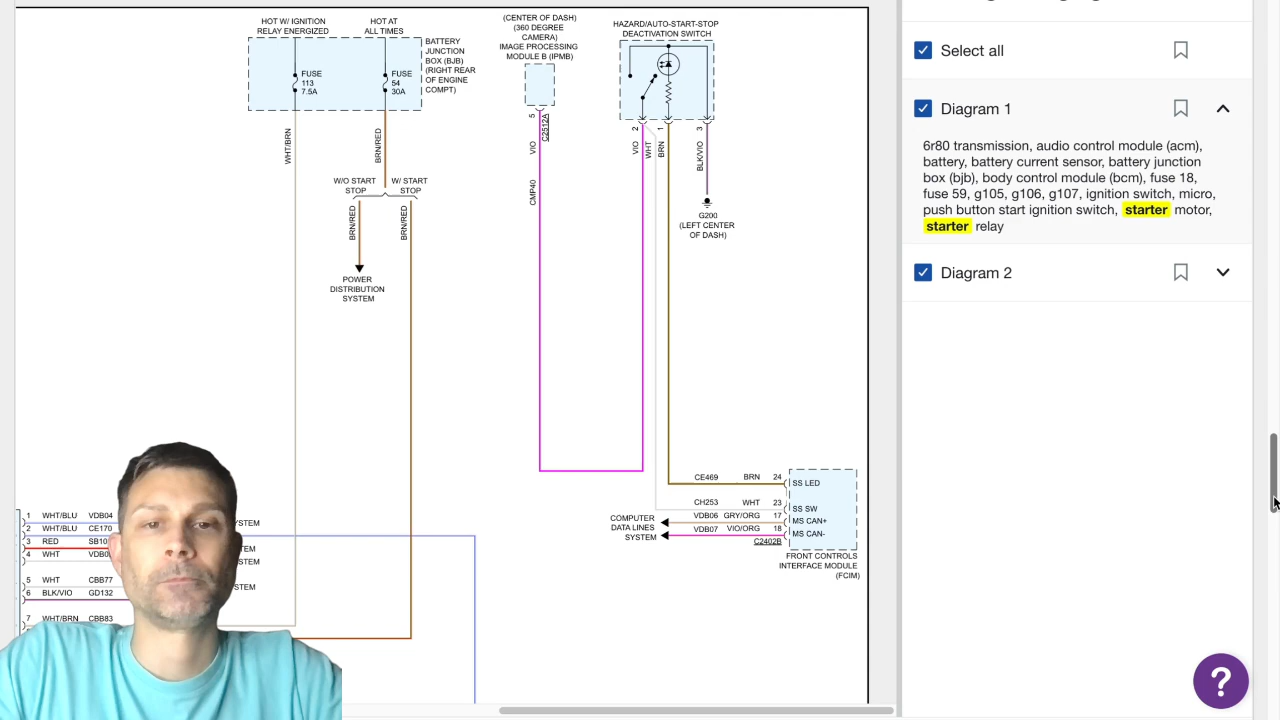 HOT W/ IGNITION
RELAY ENERGIZED
HOT AT
ALL TIMES
BATTERY
JUNCTION
BOX (BJB)
(RIGHT REAR
OF ENGINE
COMPT)
FUSE
113
7.5A
FUSE
54
30A
WHT/BRN
BRN/RED
W/O START
STOP
W/ START
STOP
BRN/RED
BRN/RED
POWER
DISTRIBUTION
SYSTEM
(CENTER OF DASH)
(360 DEGREE
CAMERA)
IMAGE PROCESSING
MODULE B (IPMB)
5
C2512A
VIO
CMP40
HAZARD/AUTO-START-STOP
DEACTIVATION SWITCH
2
1
3
VIO
WHT
BRN
BLK/VIO
G200
(LEFT CENTER
OF DASH)
CE469 BRN 24
SS LED
CH253 WHT 23
SS SW
VDB06 GRY/ORG 17
MS CAN+
VDB07 VIO/ORG 18
MS CAN-
C2402B
COMPUTER
DATA LINES
SYSTEM
FRONT CONTROLS
INTERFACE MODULE
(FCIM)
1 WHT/BLU VDB04
2 WHT/BLU CE170
3 RED
4 WHT
5 WHT CBB77
6 BLK/VIO GD132
7 WHT/BRN CBB83
Select all
Diagram 1
6r80 transmission, audio control module (acm),
battery, battery current sensor, battery junction
box (bjb), body control module (bcm), fuse 18,
fuse 59, g105, g106, g107, ignition switch, micro,
push button start ignition switch, starter motor,
starter relay
Diagram 2
?